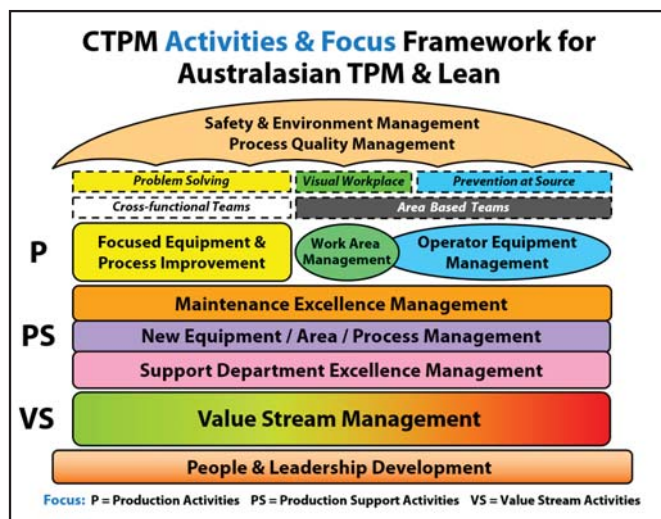 CTPM Activities & Focus Framework for
Australasian TPM & Lean
Safety & Environment Management
Process Quality Management
Problem Solving
Visual Workplace
Prevention at Source
Cross-functional Teams
Area Based Teams
P
Focused Equipment &
Process Improvement
Work Area
Management
Operator Equipment
Management
Maintenance Excellence Management
PS
New Equipment / Area / Process Management
Support Department Excellence Management
VS
Value Stream Management
People & Leadership Development
Focus: P = Production Activities PS = Production Support Activities VS = Value Stream Activities